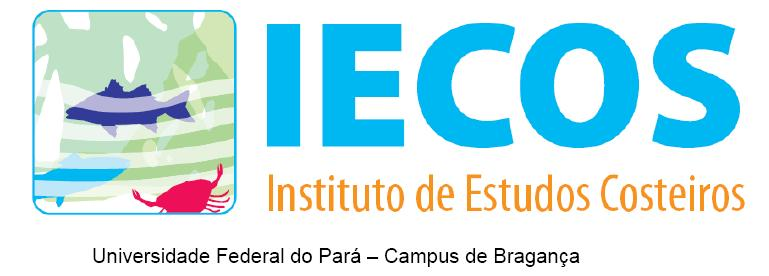 IECOS
Instituto de Estudos Costeiros
Universidade Federal do Pará – Campus de Bragança